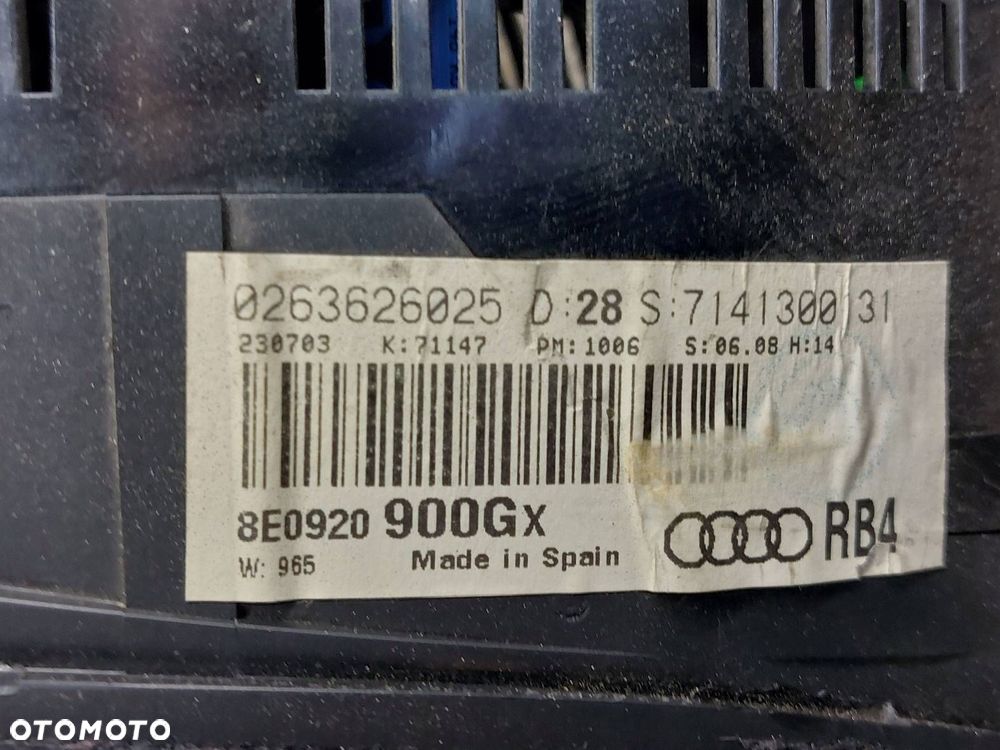 0263626025 D:28 S:714130031
230703 K:71147 PM:1006 S:06.08 H:14
8E0920 900GX
W: 965 Made in Spain
RB4
OTOMOTO